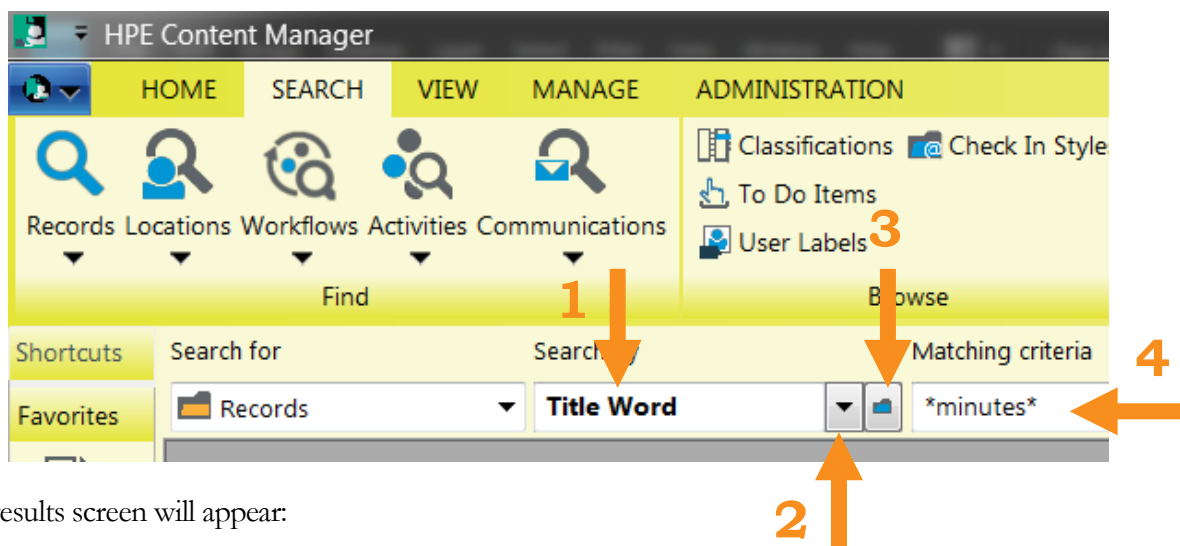 HPE Content Manager
HOME SEARCH VIEW MANAGE ADMINISTRATION
Classifications Check In Style
To Do Items
User Labels
Records Locations Workflows Activities Communications
3
1
Find
Browse
Shortcuts Search for Search by Matching criteria
4
Favorites Records Title Word *minutes*
2
esults screen will appear: